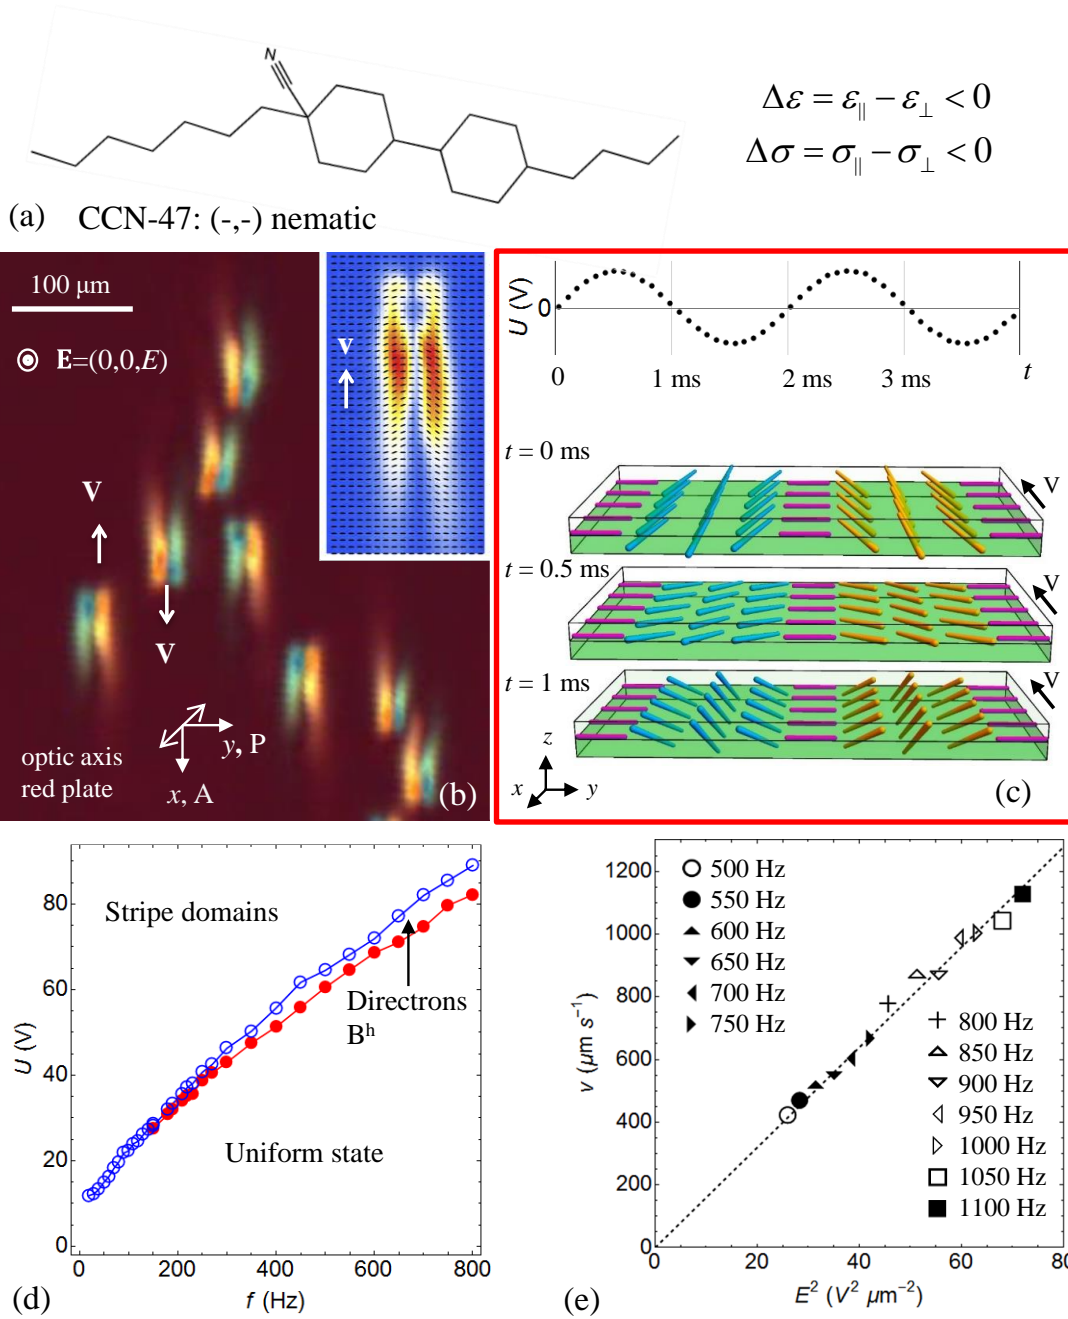 N
Δε = ε∥ − ε⊥ < 0
Δσ = σ∥ − σ⊥ < 0
(a) CCN-47: (-,-) nematic
100 μm
E=(0,0,E)
v
v
v
optic axis
red plate
y, P
x, A
(b)
U (V)
0
0 1 ms 2 ms 3 ms t
t = 0 ms
v
t = 0.5 ms
v
t = 1 ms
v
z
x y
(c)
80
60
40
20
0
U (V)
Stripe domains
Directrons
Bʰ
Uniform state
0 200 400 600 800
f (Hz)
(d)
1200
1000
800
600
400
200
0
v (μm s⁻¹)
500 Hz
550 Hz
600 Hz
650 Hz
700 Hz
750 Hz
800 Hz
850 Hz
900 Hz
950 Hz
1000 Hz
1050 Hz
1100 Hz
0 20 40 60 80
E² (V² μm⁻²)
(e)